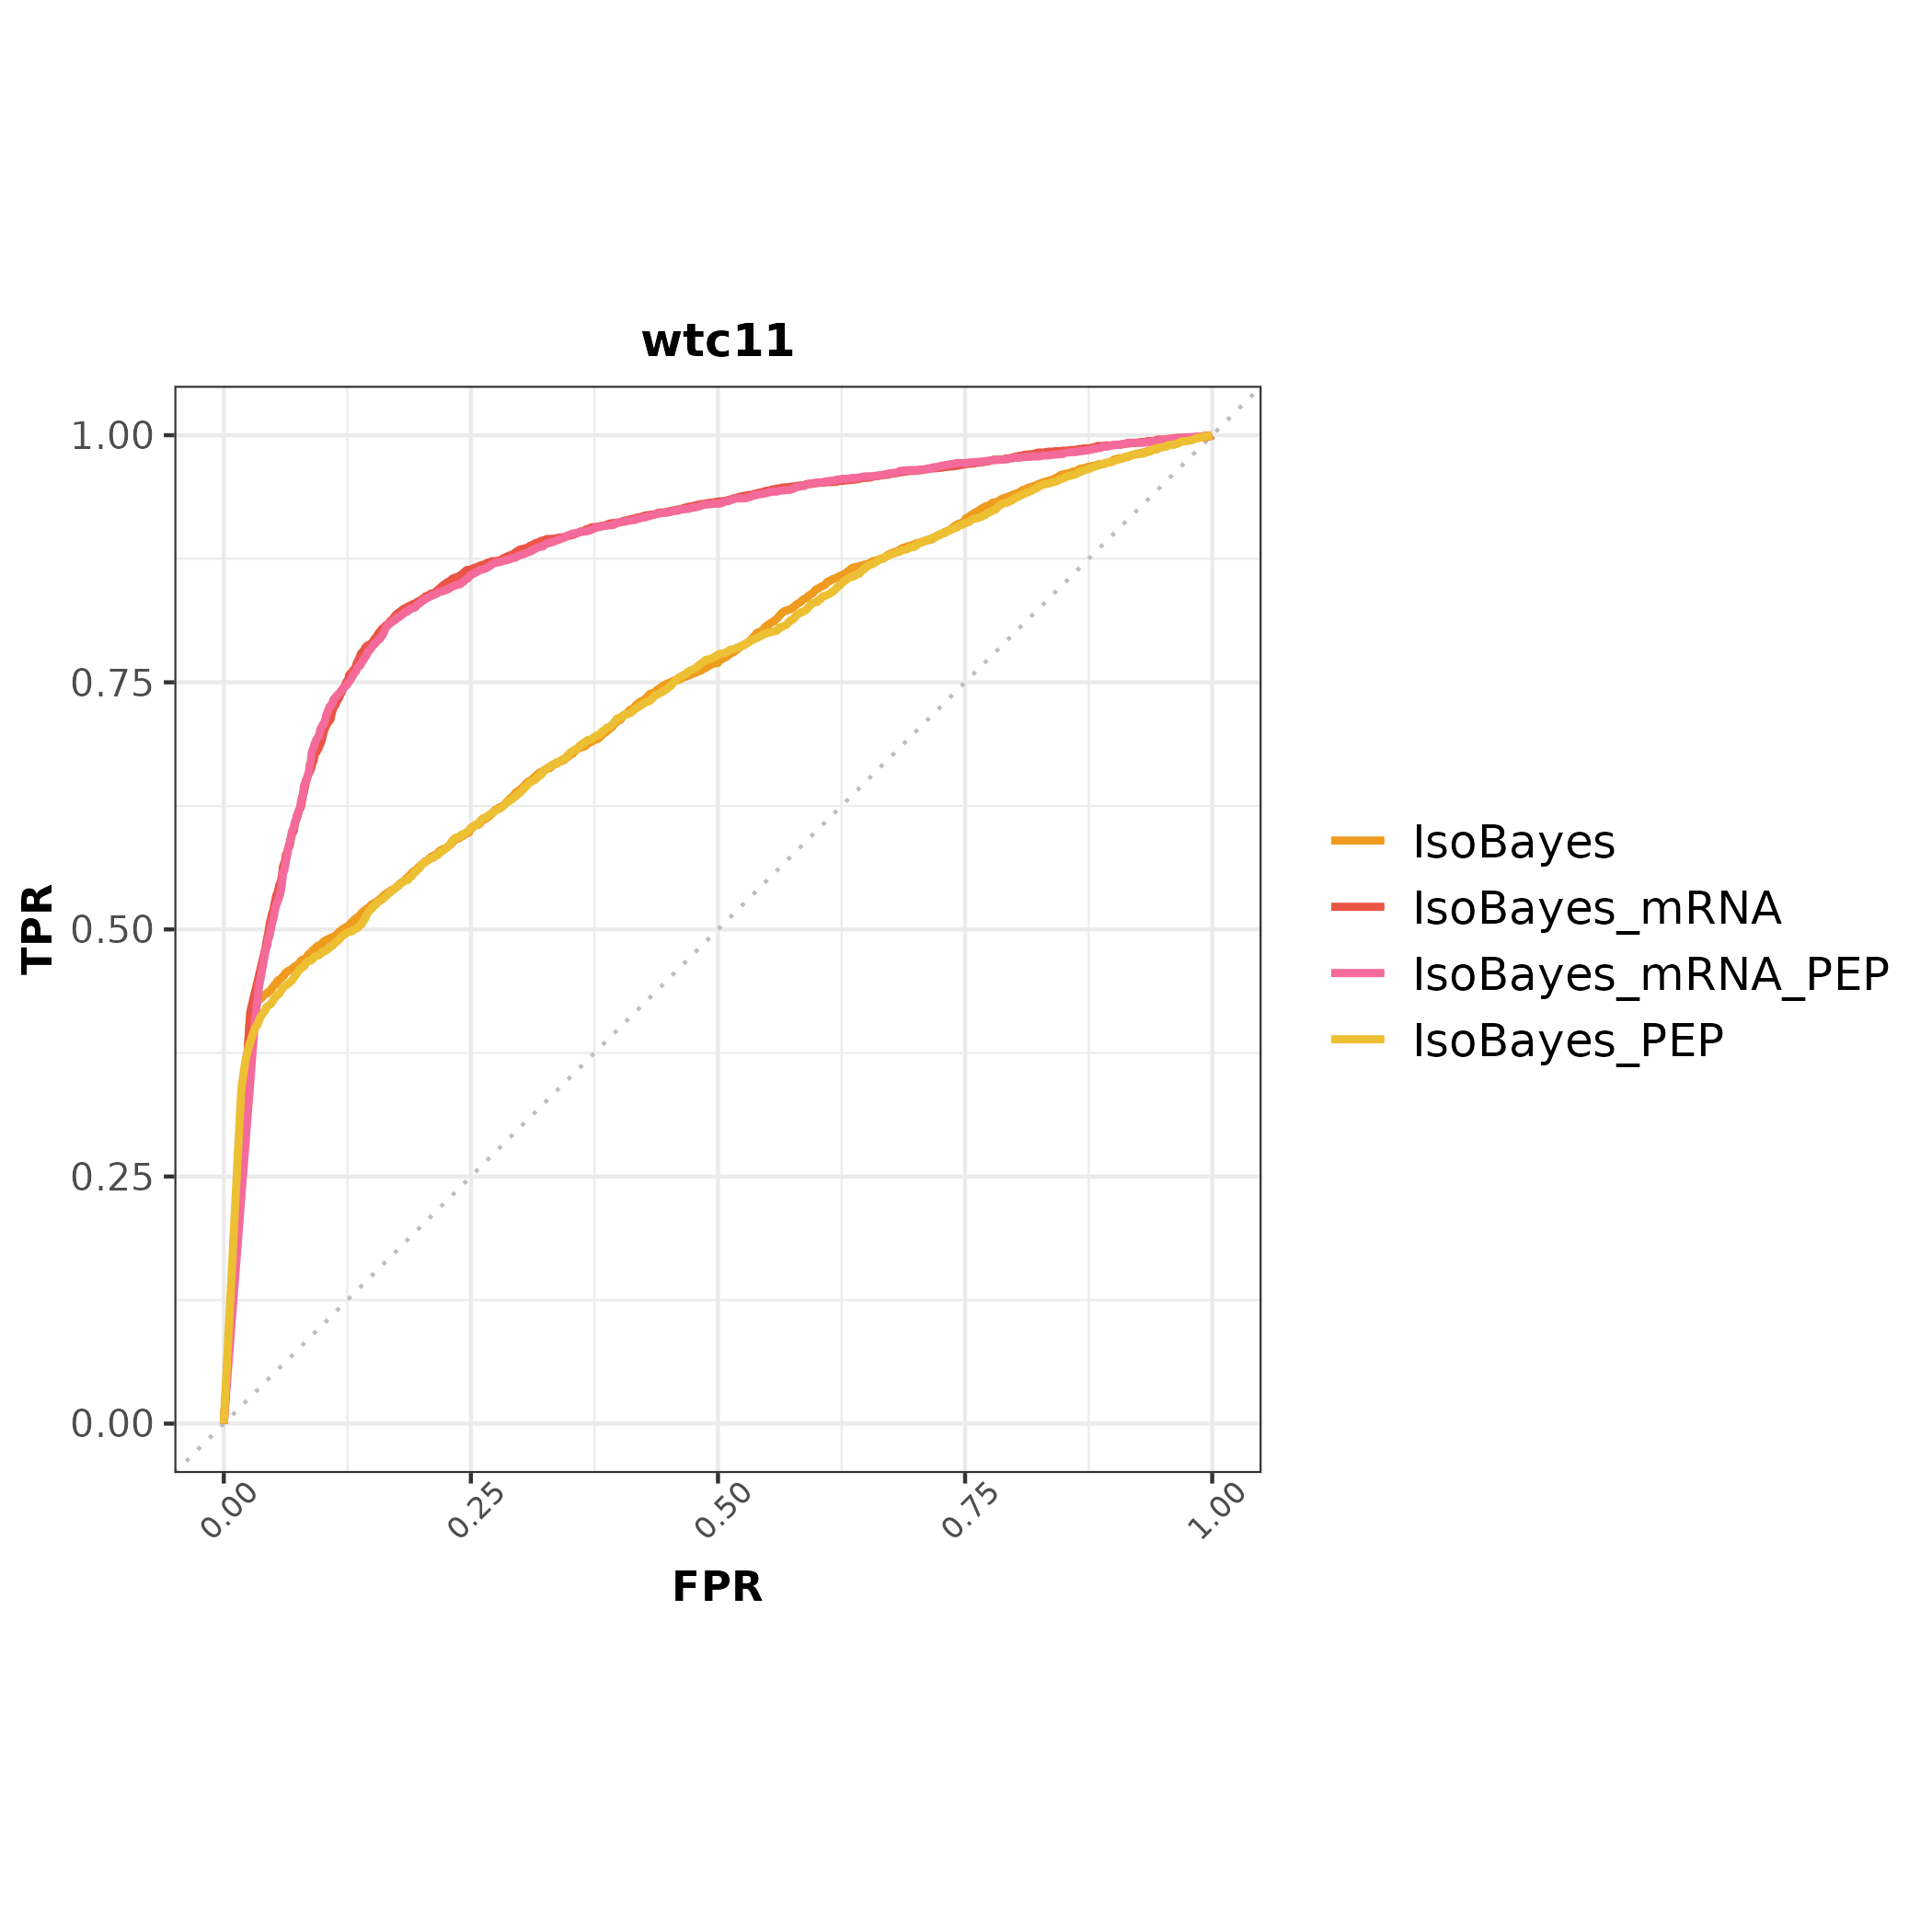 wtc11
1.00
0.75
0.50
0.25
0.00
TPR
0.00 0.25 0.50 0.75 1.00
FPR
IsoBayes
IsoBayes_mRNA
IsoBayes_mRNA_PEP
IsoBayes_PEP